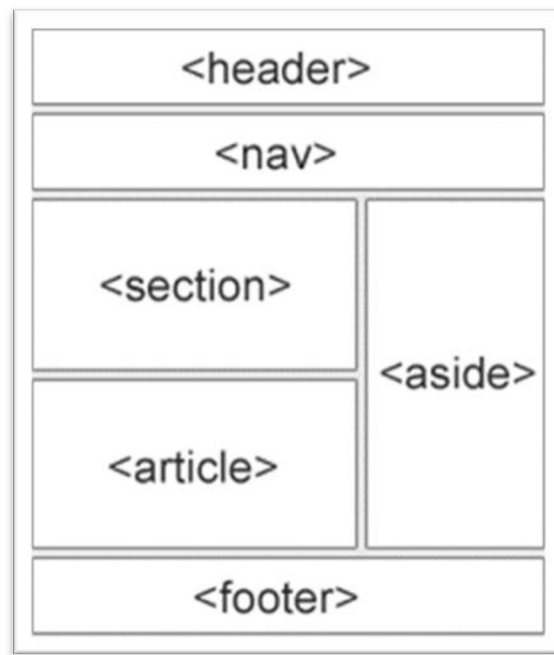 <header>
<nav>
<section>
<aside>
<article>
<footer>